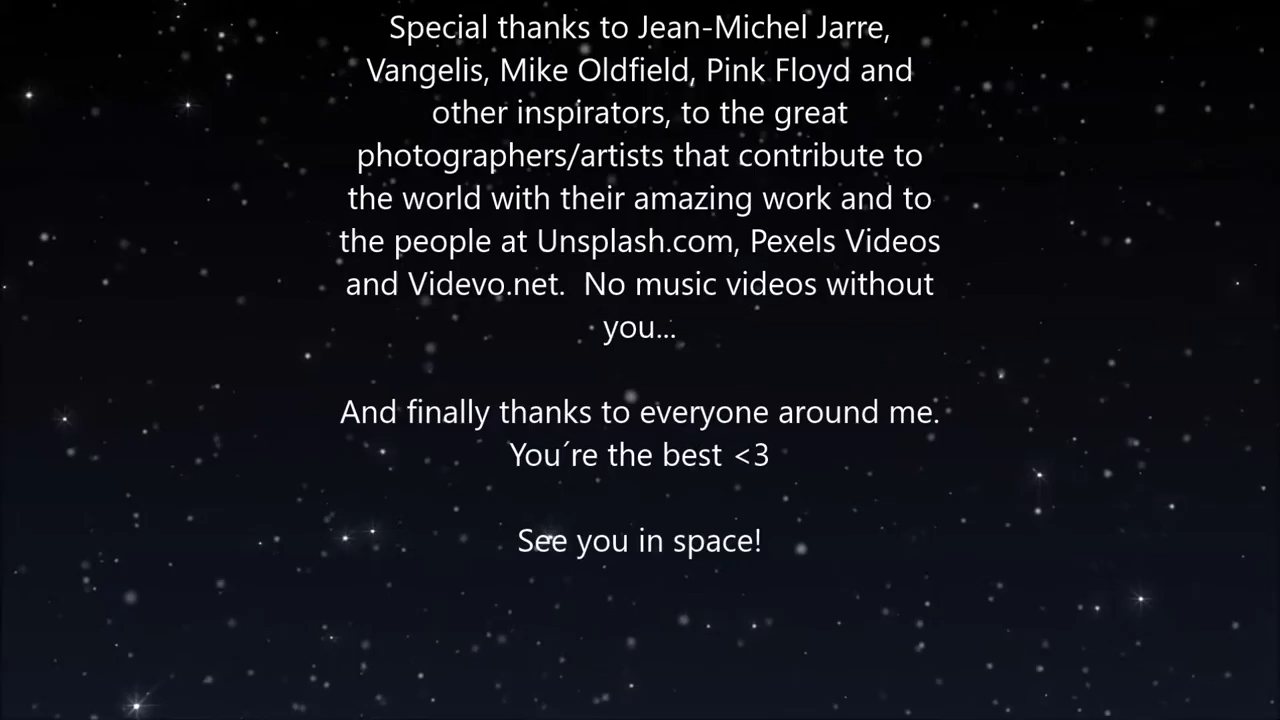 Special thanks to Jean-Michel Jarre,
Vangelis, Mike Oldfield, Pink Floyd and
other inspirators, to the great
photographers/artists that contribute to
the world with their amazing work and to
the people at Unsplash.com, Pexels Videos
and Videvo.net.  No music videos without
you...
And finally thanks to everyone around me.
You´re the best <3
See you in space!